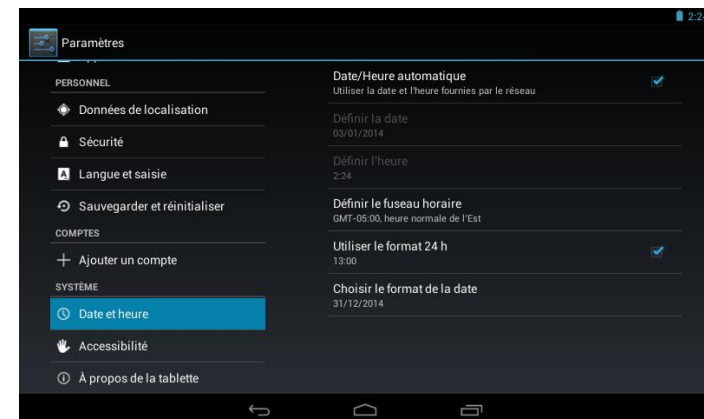 2:24
Paramètres
PERSONNEL
Données de localisation
Sécurité
A Langue et saisie
Sauvegarder et réinitialiser
COMPTES
Ajouter un compte
SYSTÈME
Date et heure
Accessibilité
À propos de la tablette
Date/Heure automatique
Utiliser la date et l'heure fournies par le réseau
Définir la date
03/01/2014
Définir l'heure
2:24
Définir le fuseau horaire
GMT-05:00, heure normale de l'Est
Utiliser le format 24 h
13:00
Choisir le format de la date
31/12/2014